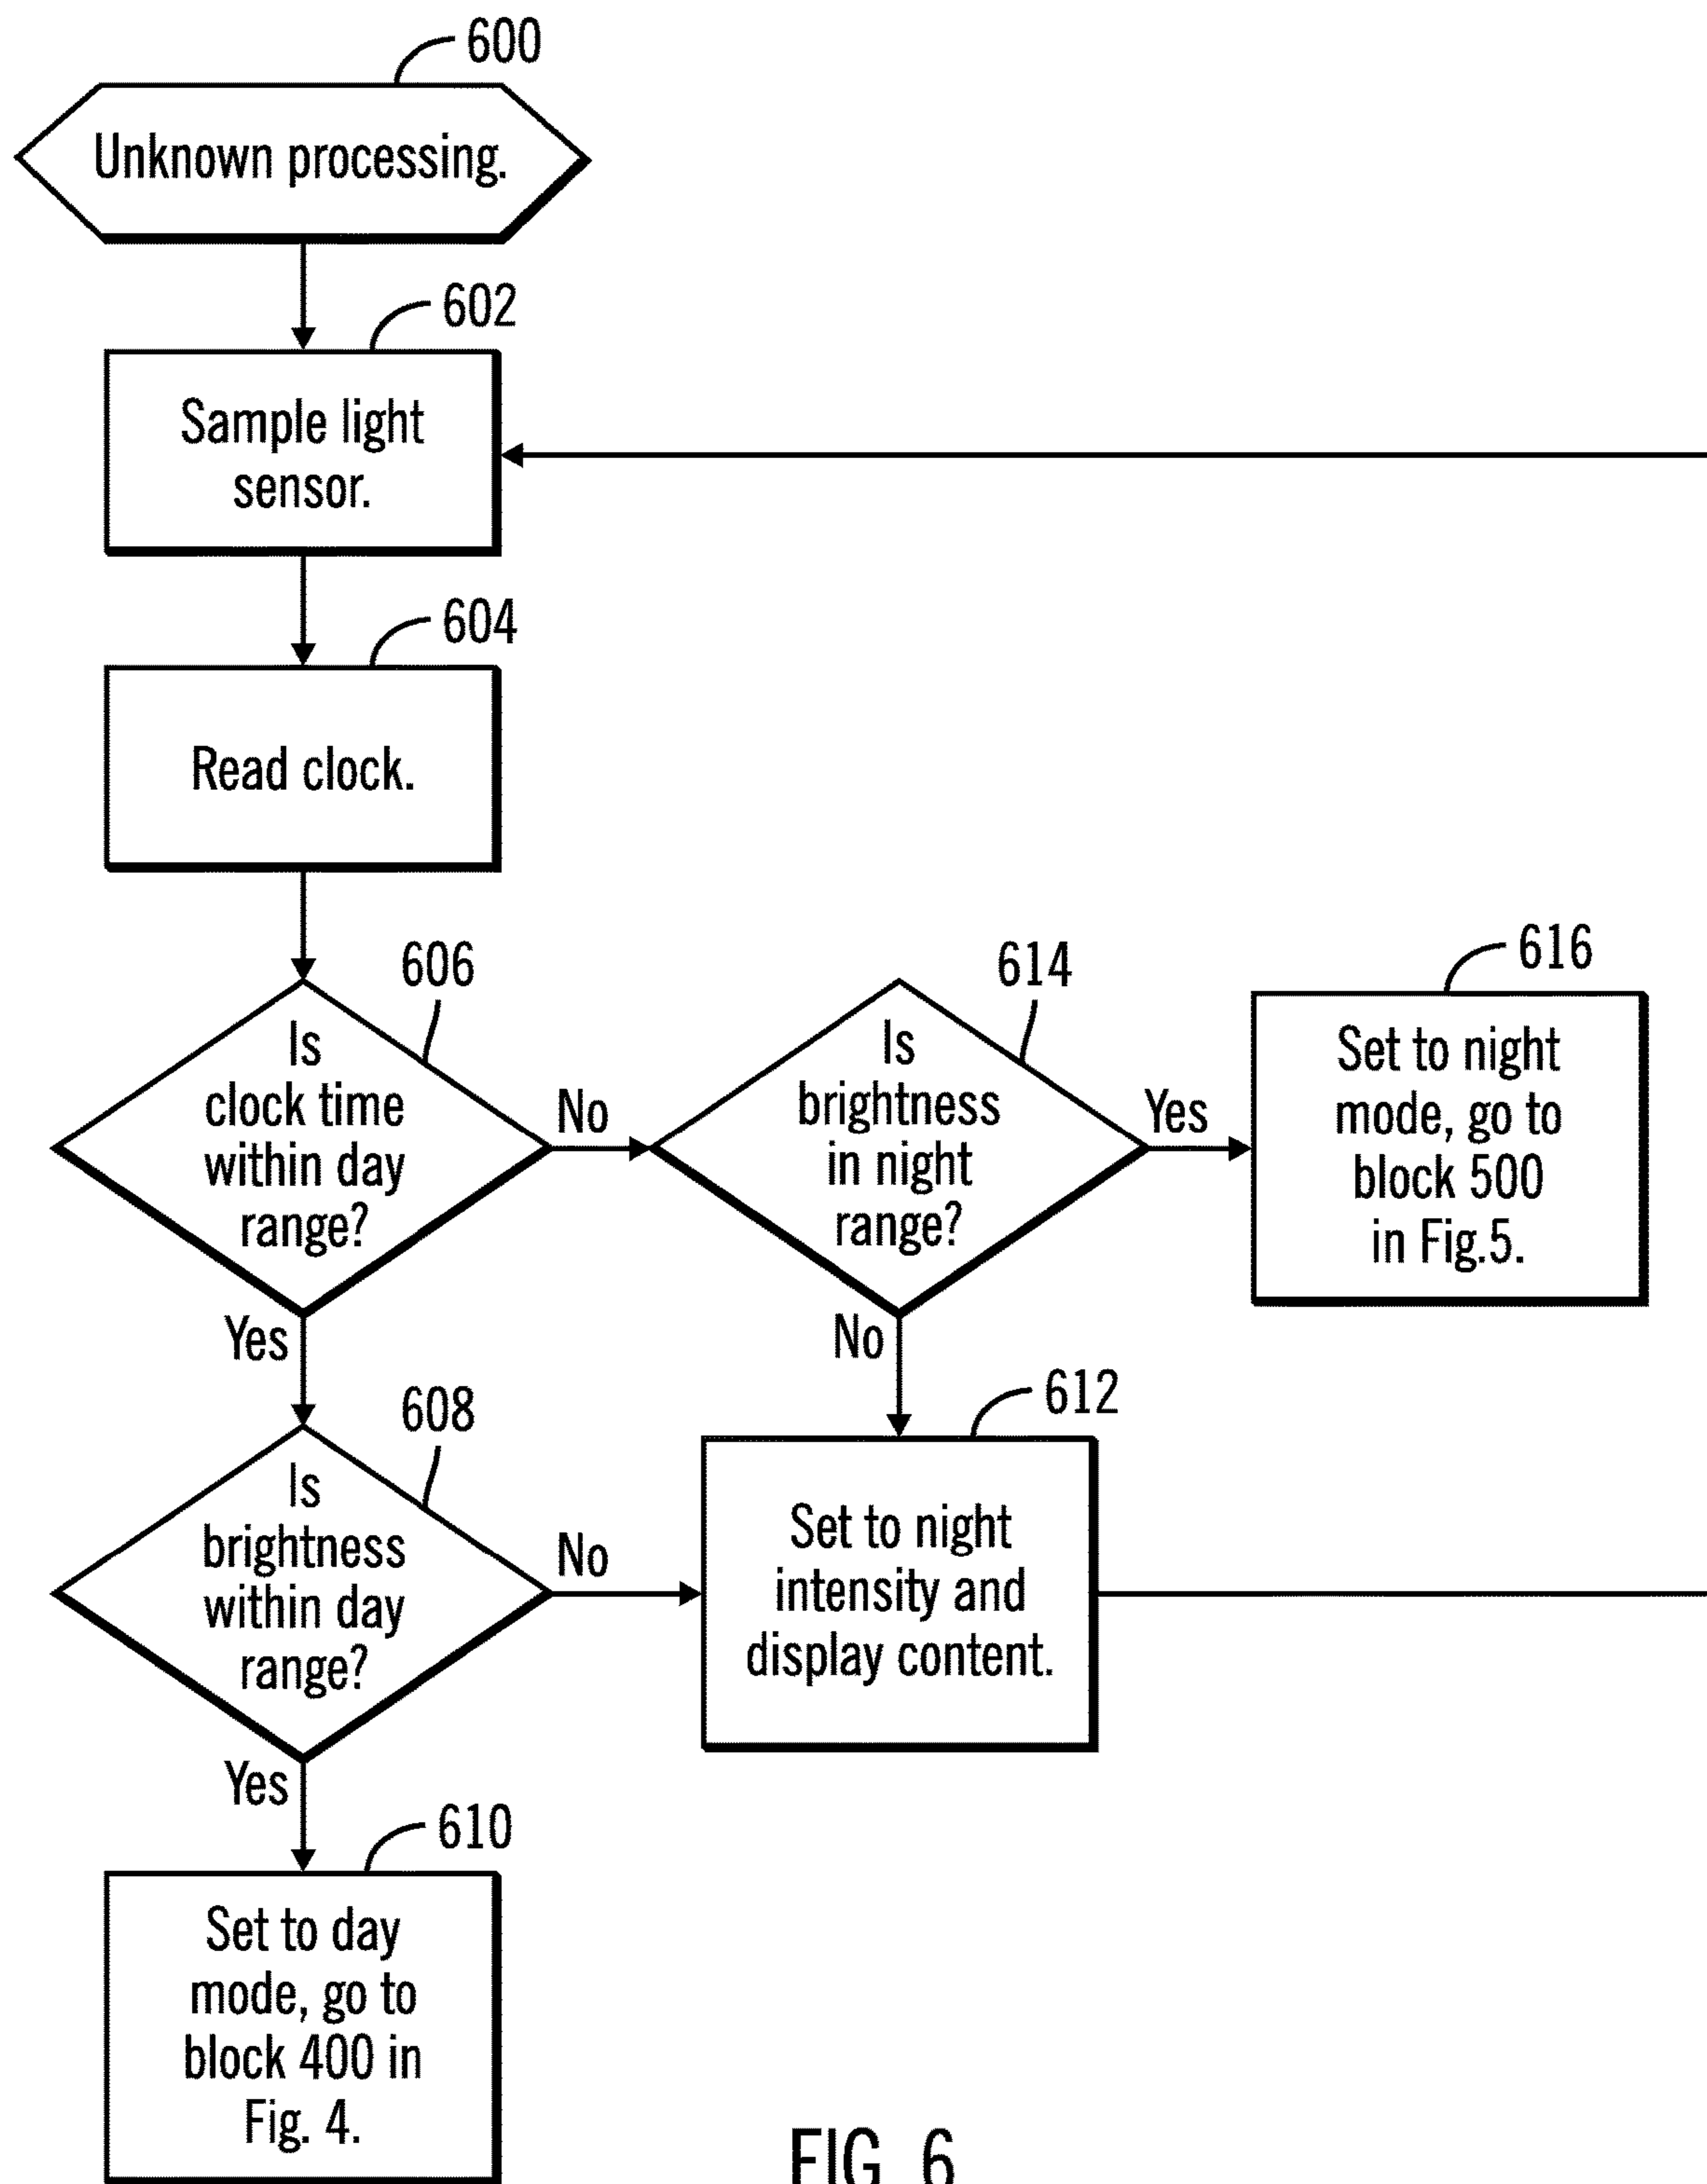 600
Unknown processing.
602
Sample light
sensor.
604
Read clock.
606
Is
clock time
within day
range?
No
Yes
614
Is
brightness
in night
range?
Yes
No
616
Set to night
mode, go to
block 500
in Fig.5.
608
Is
brightness
within day
range?
No
Yes
612
Set to night
intensity and
display content.
610
Set to day
mode, go to
block 400 in
Fig. 4.
FIG. 6